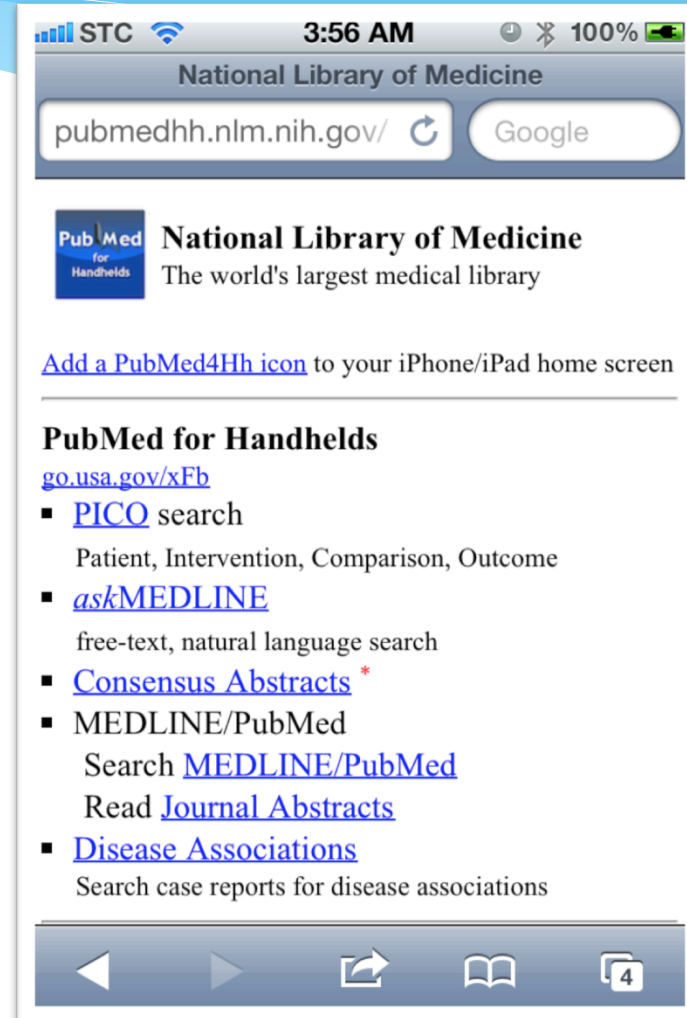 STC 3:56 AM 100%
National Library of Medicine
pubmedhh.nlm.nih.gov/ Google
PubMed
for
Handhelds
National Library of Medicine
The world's largest medical library
Add a PubMed4Hh icon to your iPhone/iPad home screen
PubMed for Handhelds
go.usa.gov/xFb
▪ PICO search
Patient, Intervention, Comparison, Outcome
▪ askMEDLINE
free-text, natural language search
▪ Consensus Abstracts *
▪ MEDLINE/PubMed
Search MEDLINE/PubMed
Read Journal Abstracts
▪ Disease Associations
Search case reports for disease associations
4